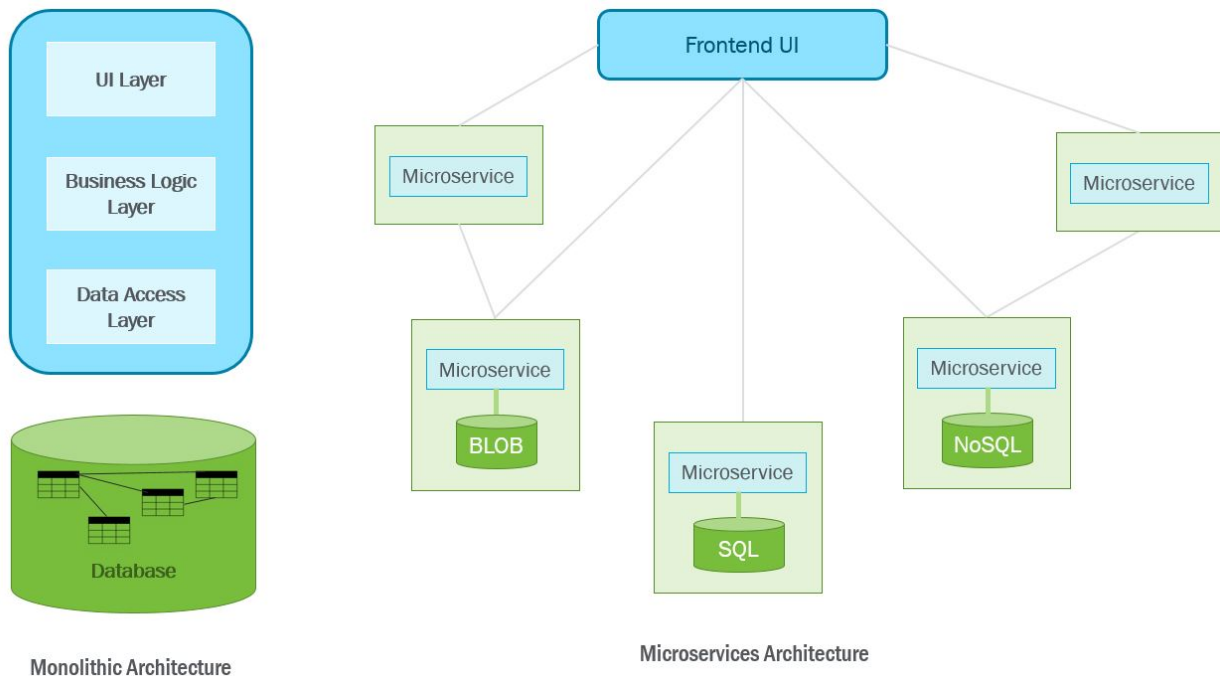 UI Layer
Business Logic
Layer
Data Access
Layer
Database
Monolithic Architecture
Frontend UI
Microservice
Microservice
Microservice
BLOB
Microservice
SQL
Microservice
NoSQL
Microservices Architecture